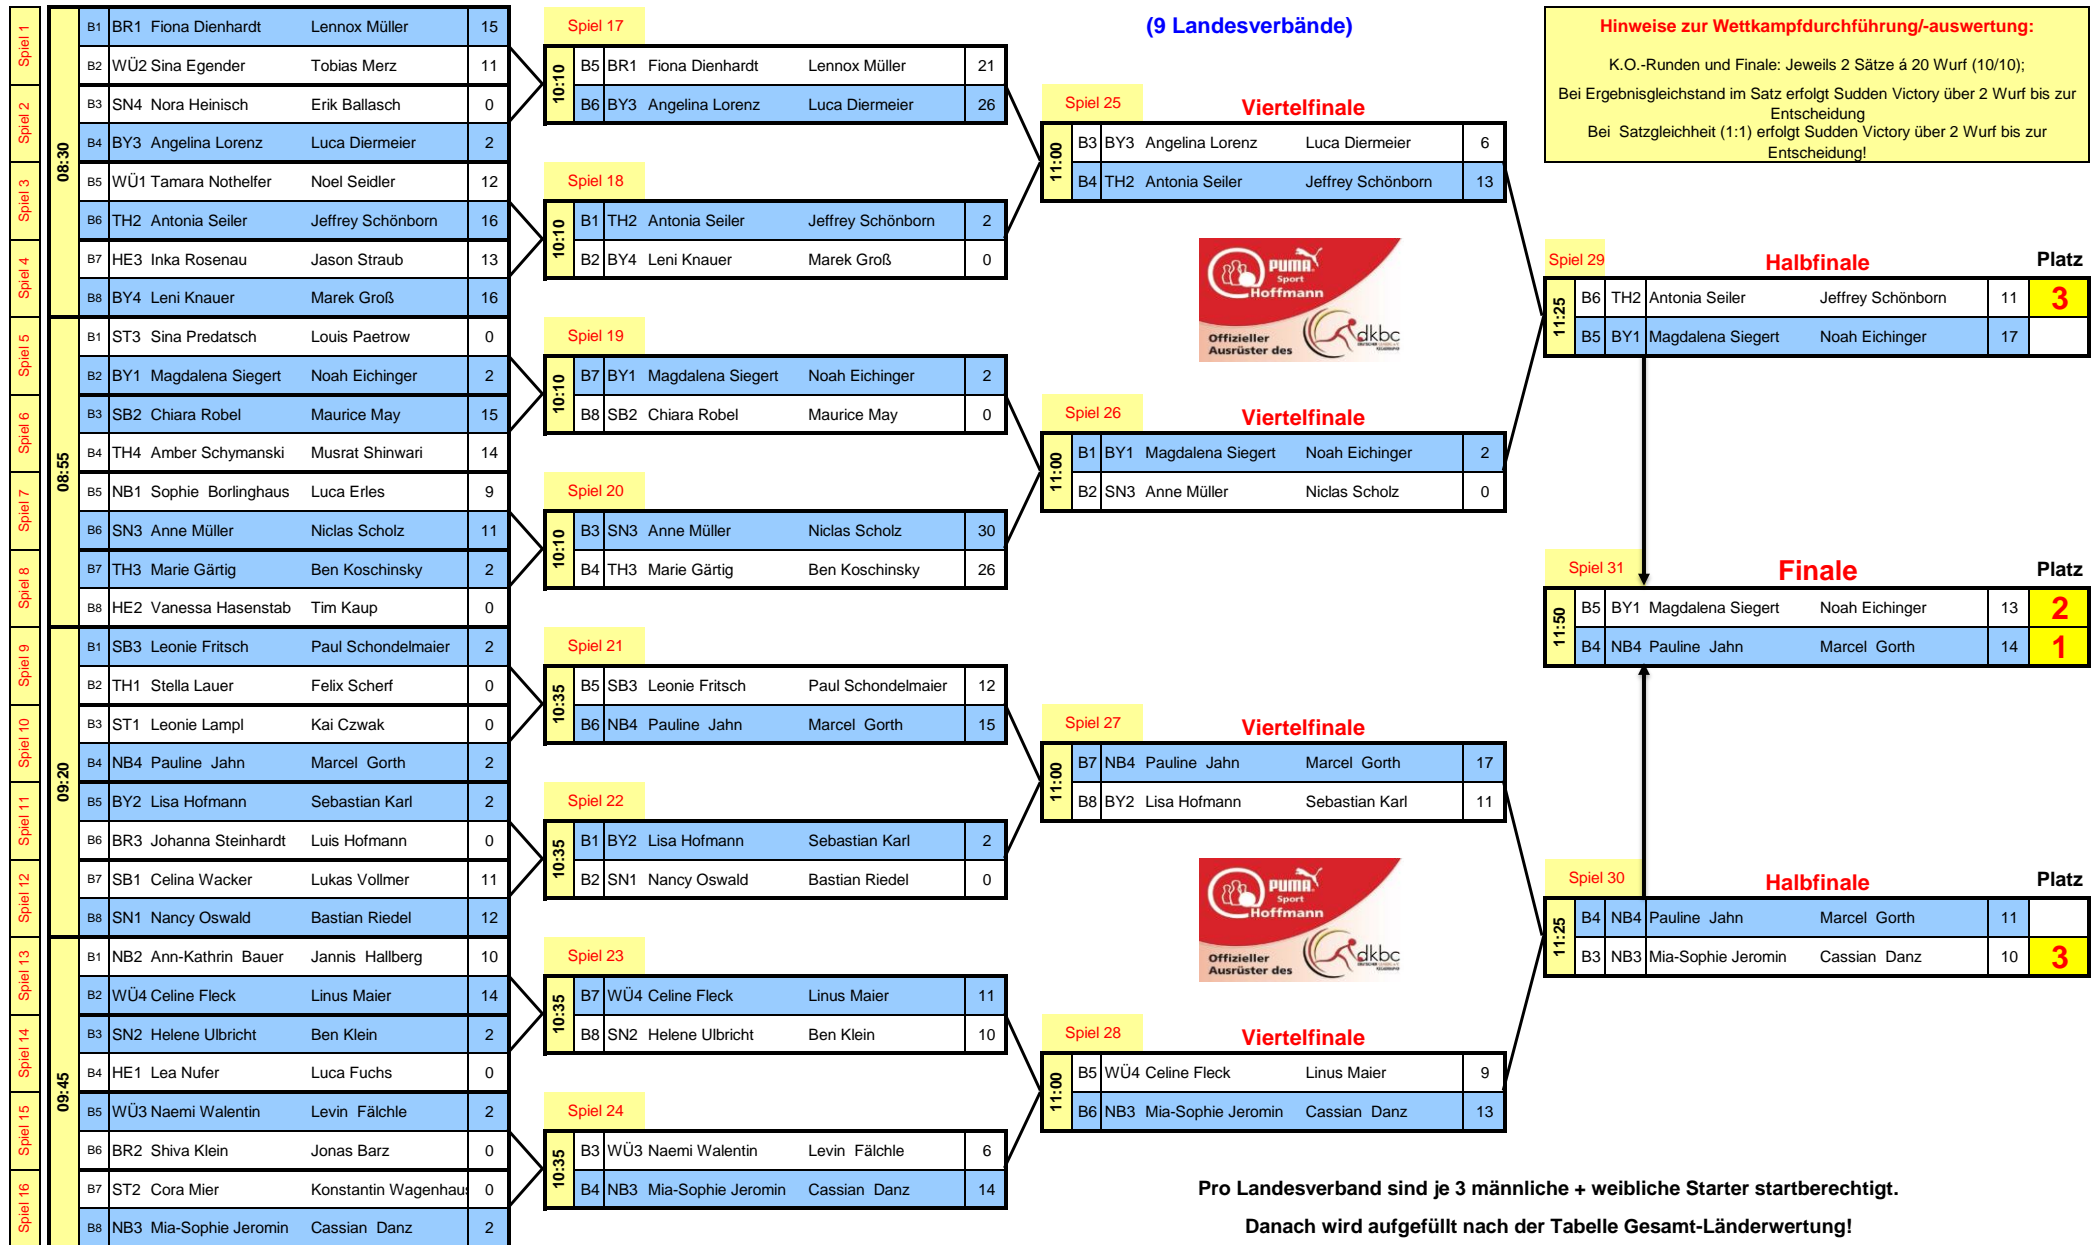 (9 Landesverbände)
Hinweise zur Wettkampfdurchführung/-auswertung:
K.O.-Runden und Finale: Jeweils 2 Sätze á 20 Wurf (10/10);
Bei Ergebnisgleichstand im Satz erfolgt Sudden Victory über 2 Wurf bis zur
Entscheidung
Bei Satzgleichheit (1:1) erfolgt Sudden Victory über 2 Wurf bis zur
Entscheidung!
08:30
Spiel 1
B1 BR1 Fiona Dienhardt Lennox Müller 15
B2 WÜ2 Sina Egender Tobias Merz 11
Spiel 2
B3 SN4 Nora Heinisch Erik Ballasch 0
B4 BY3 Angelina Lorenz Luca Diermeier 2
Spiel 3
B5 WÜ1 Tamara Nothelfer Noel Seidler 12
B6 TH2 Antonia Seiler Jeffrey Schönborn 16
Spiel 4
B7 HE3 Inka Rosenau Jason Straub 13
B8 BY4 Leni Knauer Marek Groß 16
08:55
Spiel 5
B1 ST3 Sina Predatsch Louis Paetrow 0
B2 BY1 Magdalena Siegert Noah Eichinger 2
Spiel 6
B3 SB2 Chiara Robel Maurice May 15
B4 TH4 Amber Schymanski Musrat Shinwari 14
Spiel 7
B5 NB1 Sophie Borlinghaus Luca Erles 9
B6 SN3 Anne Müller Niclas Scholz 11
Spiel 8
B7 TH3 Marie Gärtig Ben Koschinsky 2
B8 HE2 Vanessa Hasenstab Tim Kaup 0
09:20
Spiel 9
B1 SB3 Leonie Fritsch Paul Schondelmaier 2
B2 TH1 Stella Lauer Felix Scherf 0
Spiel 10
B3 ST1 Leonie Lampl Kai Czwak 0
B4 NB4 Pauline Jahn Marcel Gorth 2
Spiel 11
B5 BY2 Lisa Hofmann Sebastian Karl 2
B6 BR3 Johanna Steinhardt Luis Hofmann 0
Spiel 12
B7 SB1 Celina Wacker Lukas Vollmer 11
B8 SN1 Nancy Oswald Bastian Riedel 12
09:45
Spiel 13
B1 NB2 Ann-Kathrin Bauer Jannis Hallberg 10
B2 WÜ4 Celine Fleck Linus Maier 14
Spiel 14
B3 SN2 Helene Ulbricht Ben Klein 2
B4 HE1 Lea Nufer Luca Fuchs 0
Spiel 15
B5 WÜ3 Naemi Walentin Levin Fälchle 2
B6 BR2 Shiva Klein Jonas Barz 0
Spiel 16
B7 ST2 Cora Mier Konstantin Wagenhaus 0
B8 NB3 Mia-Sophie Jeromin Cassian Danz 2
Spiel 17
10:10
B5 BR1 Fiona Dienhardt Lennox Müller 21
B6 BY3 Angelina Lorenz Luca Diermeier 26
Spiel 18
10:10
B1 TH2 Antonia Seiler Jeffrey Schönborn 2
B2 BY4 Leni Knauer Marek Groß 0
Spiel 19
10:10
B7 BY1 Magdalena Siegert Noah Eichinger 2
B8 SB2 Chiara Robel Maurice May 0
Spiel 20
10:10
B3 SN3 Anne Müller Niclas Scholz 30
B4 TH3 Marie Gärtig Ben Koschinsky 26
Spiel 21
10:35
B5 SB3 Leonie Fritsch Paul Schondelmaier 12
B6 NB4 Pauline Jahn Marcel Gorth 15
Spiel 22
10:35
B1 BY2 Lisa Hofmann Sebastian Karl 2
B2 SN1 Nancy Oswald Bastian Riedel 0
Spiel 23
10:35
B7 WÜ4 Celine Fleck Linus Maier 11
B8 SN2 Helene Ulbricht Ben Klein 10
Spiel 24
10:35
B3 WÜ3 Naemi Walentin Levin Fälchle 6
B4 NB3 Mia-Sophie Jeromin Cassian Danz 14
Spiel 25 Viertelfinale
11:00
B3 BY3 Angelina Lorenz Luca Diermeier 6
B4 TH2 Antonia Seiler Jeffrey Schönborn 13
PUMA
Sport
Hoffmann
Offizieller
Ausrüster des
dkbc
Spiel 26 Viertelfinale
11:00
B1 BY1 Magdalena Siegert Noah Eichinger 2
B2 SN3 Anne Müller Niclas Scholz 0
Spiel 27 Viertelfinale
11:00
B7 NB4 Pauline Jahn Marcel Gorth 17
B8 BY2 Lisa Hofmann Sebastian Karl 11
PUMA
Sport
Hoffmann
Offizieller
Ausrüster des
dkbc
Spiel 28 Viertelfinale
11:00
B5 WÜ4 Celine Fleck Linus Maier 9
B6 NB3 Mia-Sophie Jeromin Cassian Danz 13
Spiel 29 Halbfinale Platz
11:25
B6 TH2 Antonia Seiler Jeffrey Schönborn 11 3
B5 BY1 Magdalena Siegert Noah Eichinger 17
Spiel 31 Finale Platz
11:50
B5 BY1 Magdalena Siegert Noah Eichinger 13 2
B4 NB4 Pauline Jahn Marcel Gorth 14 1
Spiel 30 Halbfinale Platz
11:25
B4 NB4 Pauline Jahn Marcel Gorth 11
B3 NB3 Mia-Sophie Jeromin Cassian Danz 10 3
Pro Landesverband sind je 3 männliche + weibliche Starter startberechtigt.
Danach wird aufgefüllt nach der Tabelle Gesamt-Länderwertung!